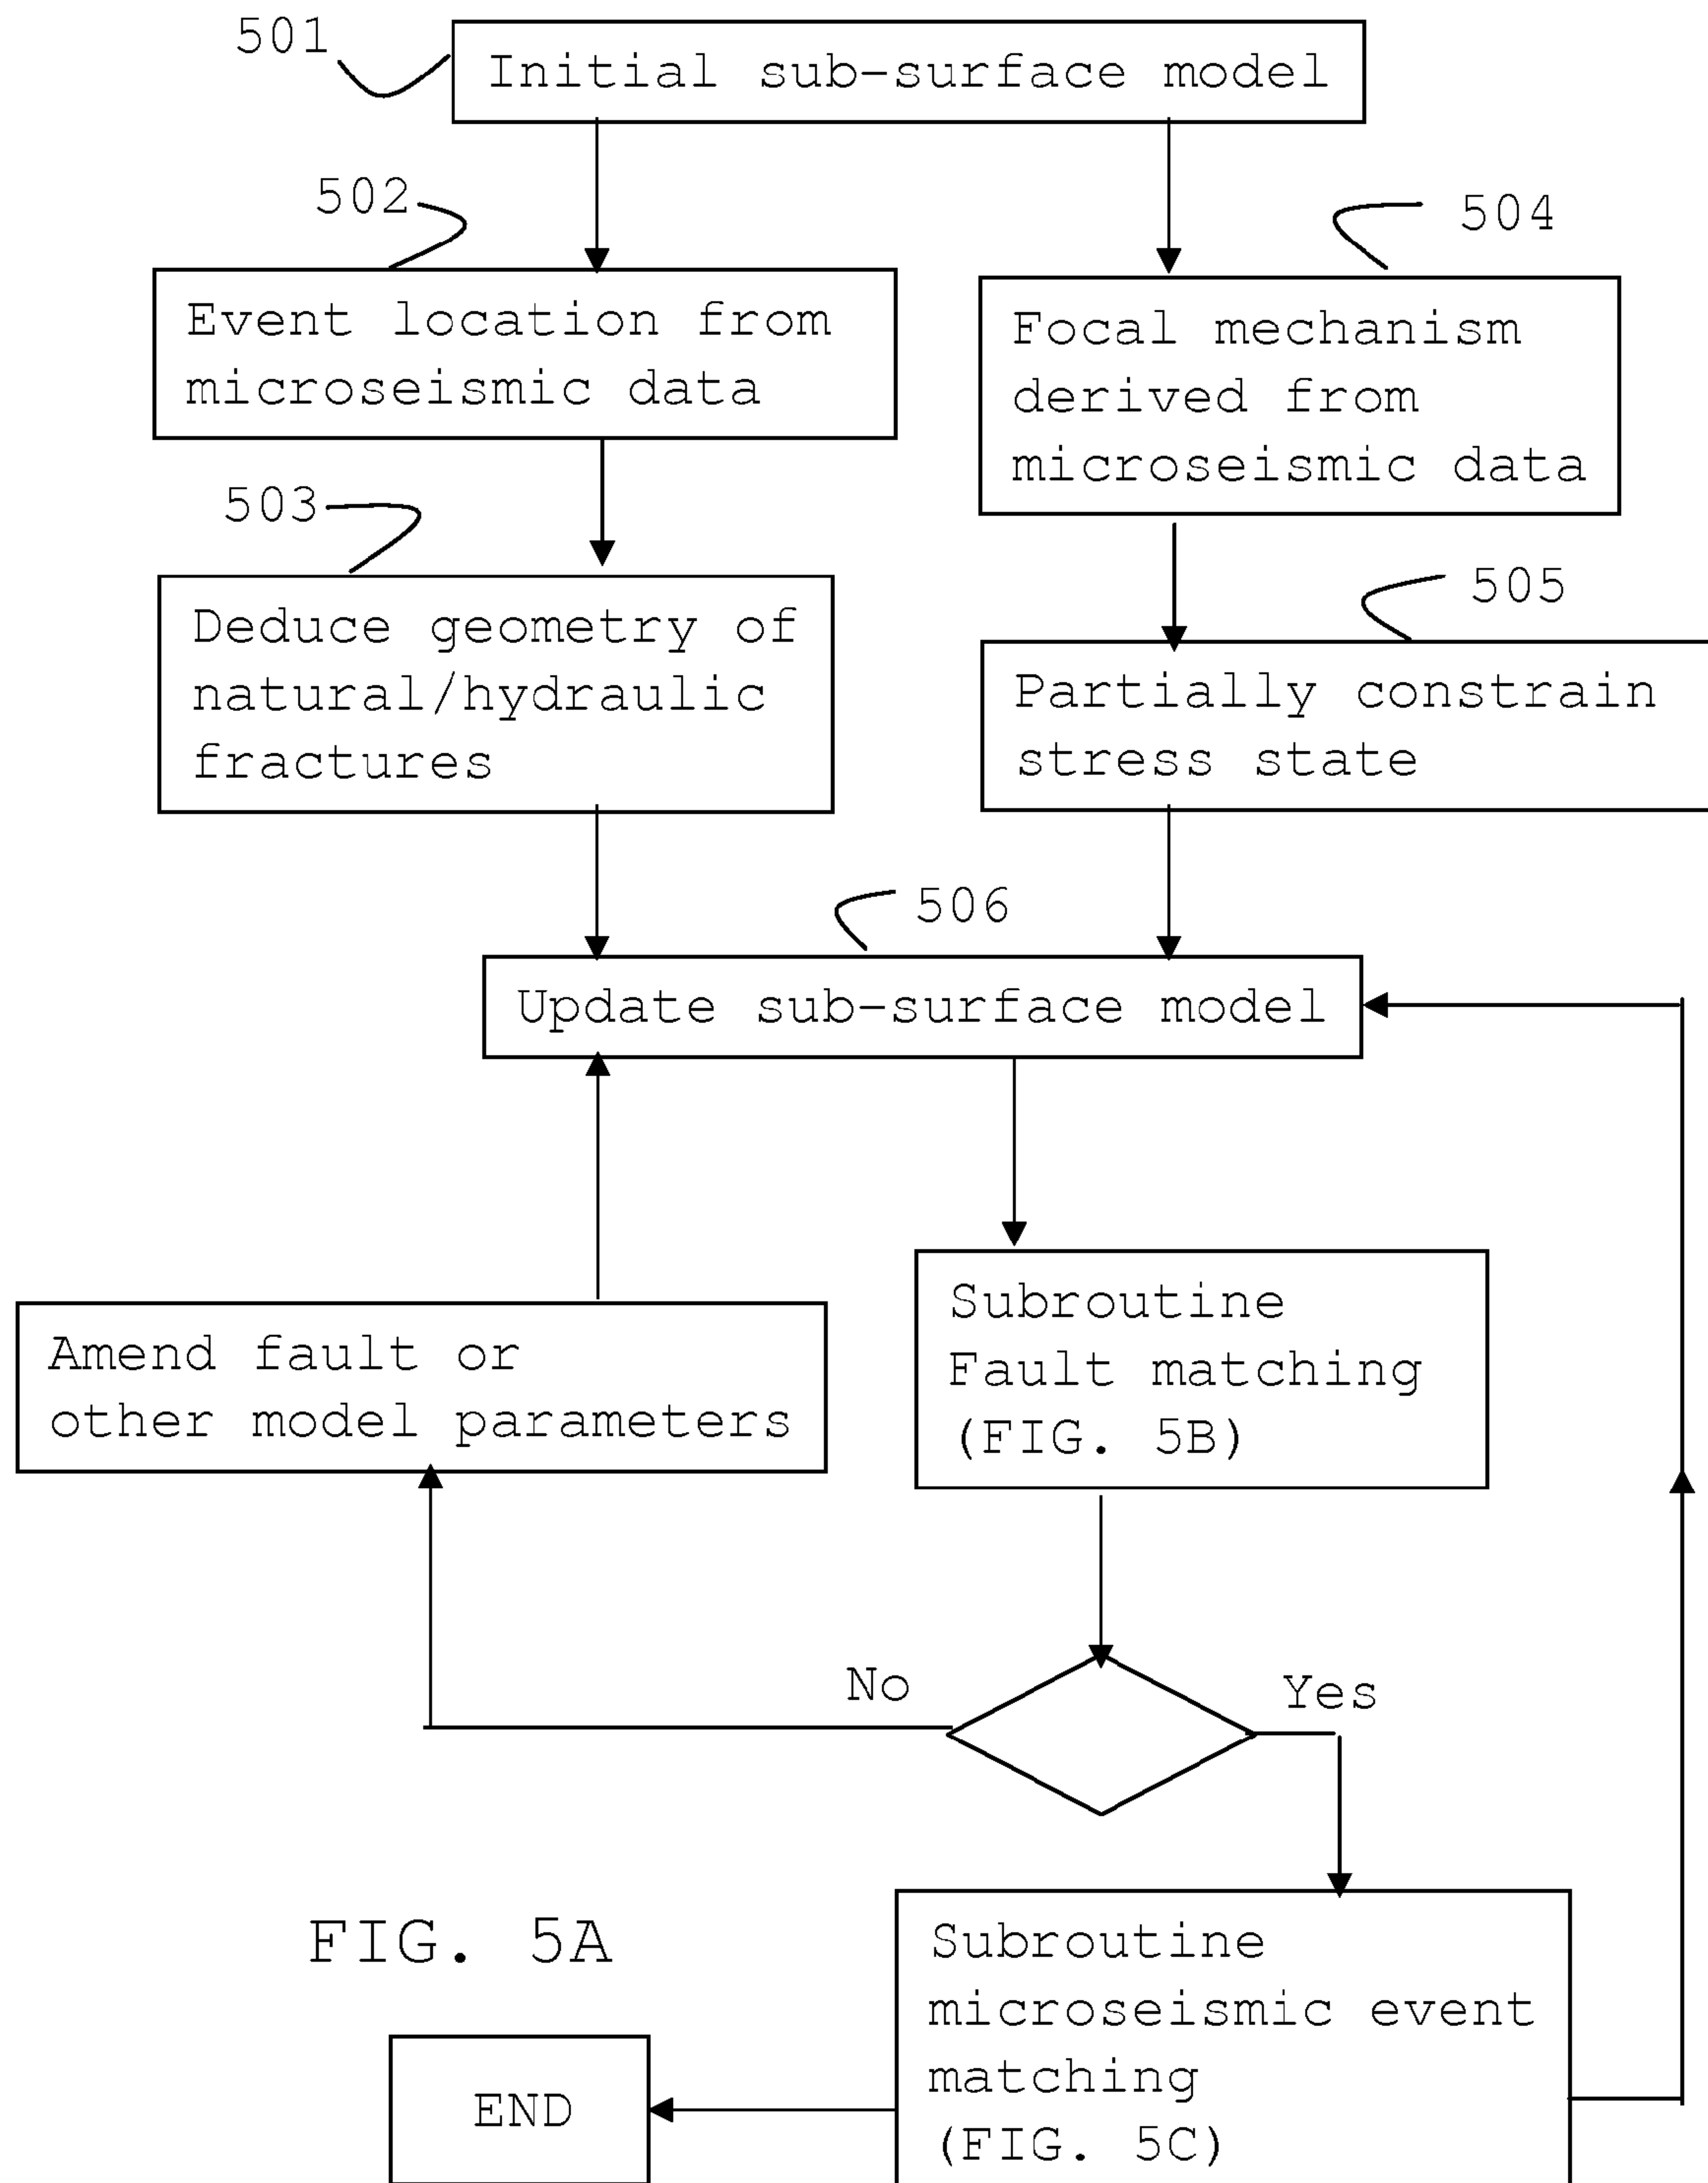 501
Initial sub-surface model
502
504
Event location from
microseismic data
Focal mechanism
derived from
microseismic data
503
505
Deduce geometry of
natural/hydraulic
fractures
Partially constrain
stress state
506
Update sub-surface model
Subroutine
Fault matching
(FIG. 5B)
Amend fault or
other model parameters
No
Yes
FIG. 5A
Subroutine
microseismic event
matching
(FIG. 5C)
END